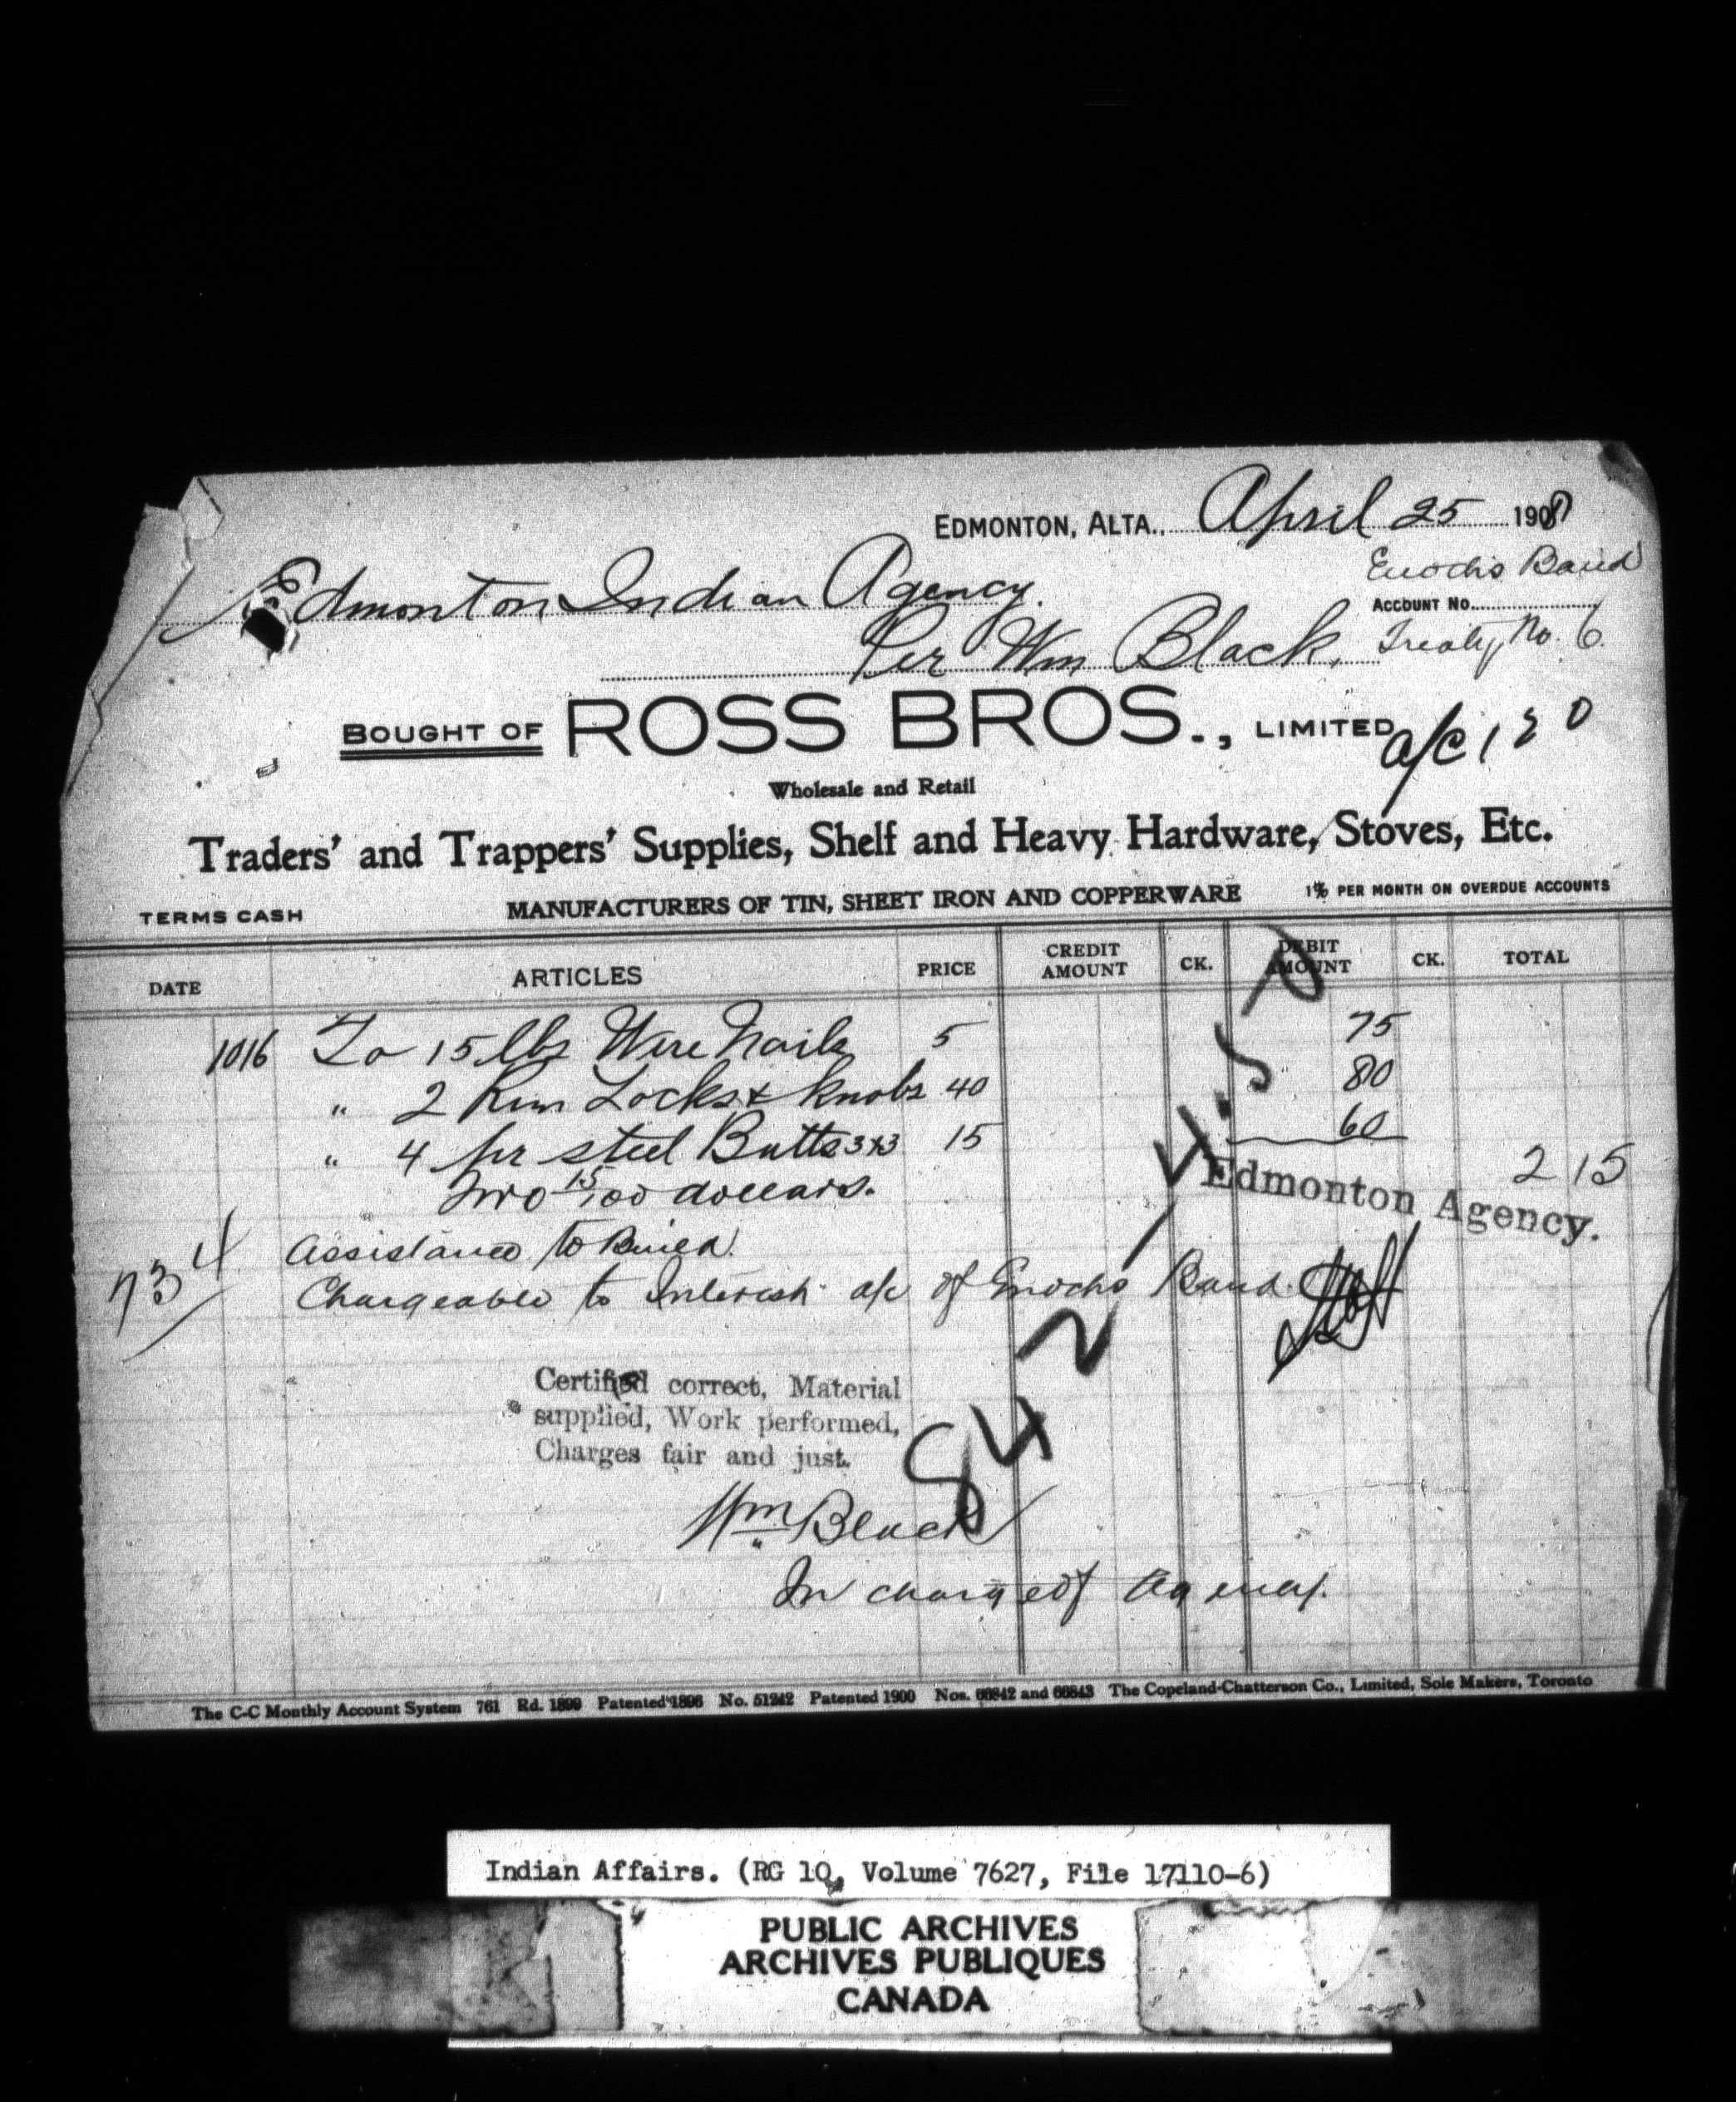 EDMONTON, ALTA., April 25 1908
Enochs Band
Edmonton Indian Agency.
ACCOUNT No.
Per Wm Black.
Treaty No. 6.
BOUGHT OF ROSS BROS., LIMITED
a/c 120
Wholesale and Retail
Traders' and Trappers' Supplies, Shelf and Heavy Hardware, Stoves, Etc.
TERMS CASH MANUFACTURERS OF TIN, SHEET IRON AND COPPERWARE 1% PER MONTH ON OVERDUE ACCOUNTS
DATE ARTICLES PRICE CREDIT AMOUNT CK. DEBIT AMOUNT CK. TOTAL
1016 To 15 lbs Wire Nails 5 75
" 2 Rim Locks & Knobs 40 80
" 4 pr steel Butts 3x3 15 60
2 15
Two 15/100 dollars.
Edmonton Agency.
734
Assistance to Build.
Chargeable to Interest a/c of Enochs Band
Certified correct, Material
supplied, Work performed,
Charges fair and just.
Wm Black
In charge of Agency.
The C-C Monthly Account System 761 Rd. 1899 Patented 1896 No. 51242 Patented 1900 Nos. 66842 and 66843 The Copeland-Chatterson Co., Limited, Sole Makers, Toronto
Indian Affairs. (RG 10, Volume 7627, File 17110-6)
PUBLIC ARCHIVES
ARCHIVES PUBLIQUES
CANADA